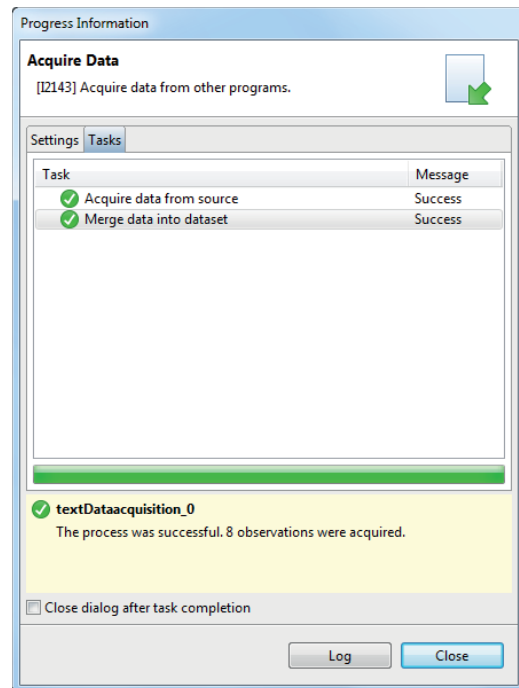 Progress Information
Acquire Data
[I2143] Acquire data from other programs.
Settings Tasks
Task Message
Acquire data from source Success
Merge data into dataset Success
textDataacquisition_0
The process was successful. 8 observations were acquired.
Close dialog after task completion
Log Close